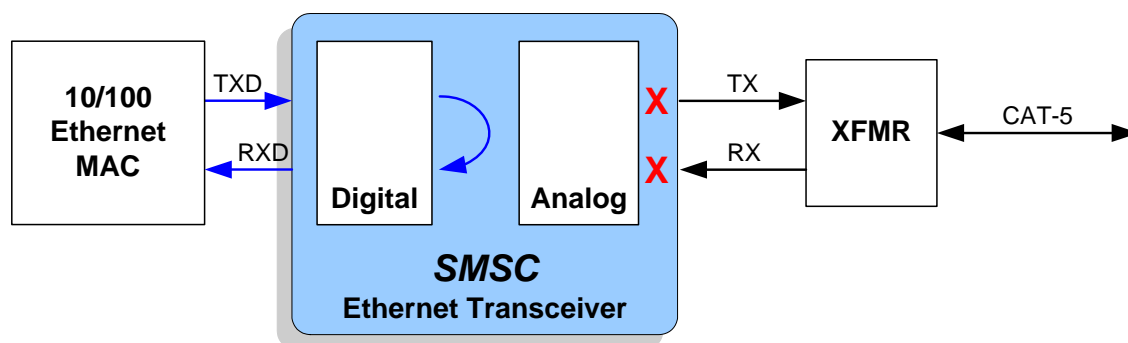 10/100
Ethernet
MAC
TXD
RXD
Digital
Analog
X
X
SMSC
Ethernet Transceiver
TX
RX
XFMR
CAT-5